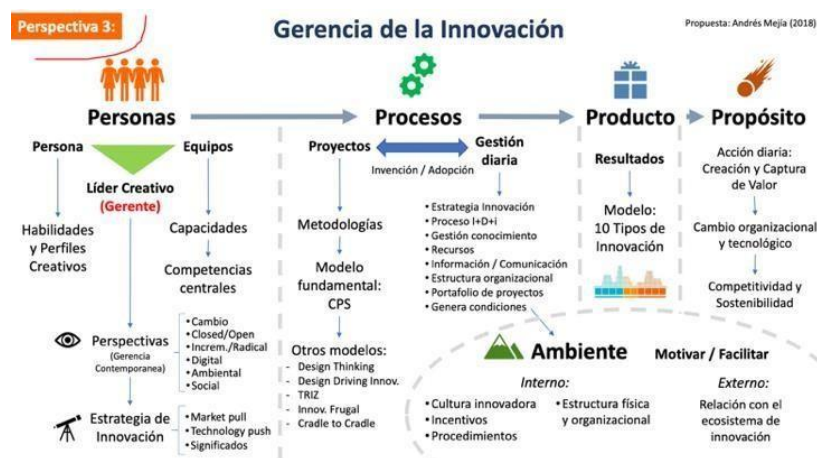 Perspectiva 3:
Gerencia de la Innovación
Propuesta: Andrés Mejía (2018)
Personas
Persona
Equipos
Líder Creativo
(Gerente)
Habilidades
y Perfiles
Creativos
Capacidades
Competencias
centrales
Perspectivas
(Gerencia
Contemporanea)
• Cambio
• Closed/Open
• Increm./Radical
• Digital
• Ambiental
• Social
Estrategia de
Innovación
• Market pull
• Technology push
• Significados
Procesos
Proyectos
Gestión
diaria
Invención / Adopción
Metodologías
Modelo
fundamental:
CPS
Otros modelos:
- Design Thinking
- Design Driving Innov.
- TRIZ
- Innov. Frugal
- Cradle to Cradle
• Estrategia Innovación
• Proceso I+D+i
• Gestión conocimiento
• Recursos
• Información / Comunicación
• Estructura organizacional
• Portafolio de proyectos
• Genera condiciones
Producto
Resultados
Modelo:
10 Tipos de
Innovación
Propósito
Acción diaria:
Creación y Captura
de Valor
Cambio organizacional
y tecnológico
Competitividad y
Sostenibilidad
Ambiente
Motivar / Facilitar
Interno:
• Cultura innovadora
• Incentivos
• Procedimientos
• Estructura física
y organizacional
Externo:
Relación con el
ecosistema de
innovación